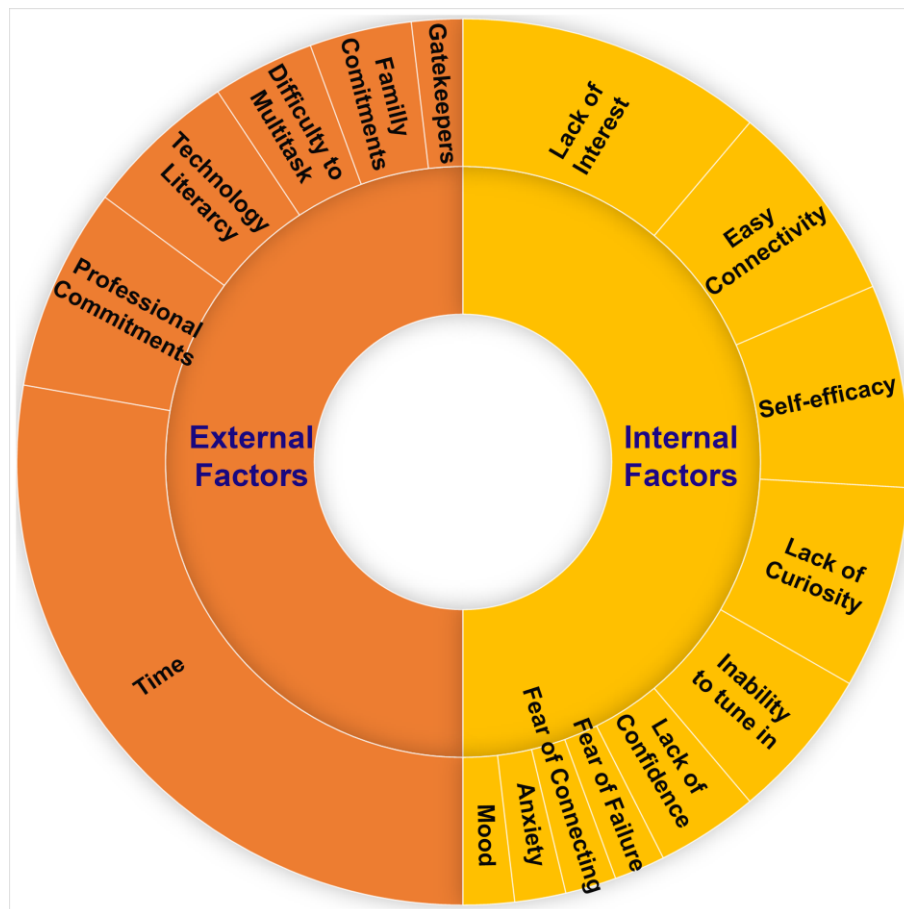 External
Factors
Internal
Factors
Lack of
Interest
Easy
Connectivity
Self-efficacy
Lack of
Curiosity
Inability
to tune in
Lack of
Confidence
Fear of Failure
Fear of Connecting
Anxiety
Mood
Time
Professional
Commitments
Technology
Literarcy
Difficulty to
Multitask
Familly
Comitments
Gatekeepers